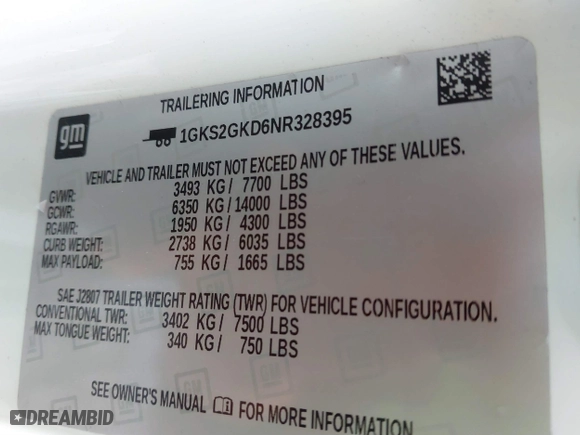 TRAILERING INFORMATION
gm
1GKS2GKD6NR328395
VEHICLE AND TRAILER MUST NOT EXCEED ANY OF THESE VALUES.
GVWR: 3493 KG / 7700 LBS
GCWR: 6350 KG / 14000 LBS
RGAWR: 1950 KG / 4300 LBS
CURB WEIGHT: 2738 KG / 6035 LBS
MAX PAYLOAD: 755 KG / 1665 LBS
SAE J2807 TRAILER WEIGHT RATING (TWR) FOR VEHICLE CONFIGURATION.
CONVENTIONAL TWR: 3402 KG / 7500 LBS
MAX TONGUE WEIGHT: 340 KG / 750 LBS
SEE OWNER'S MANUAL FOR MORE INFORMATION
DREAMBID